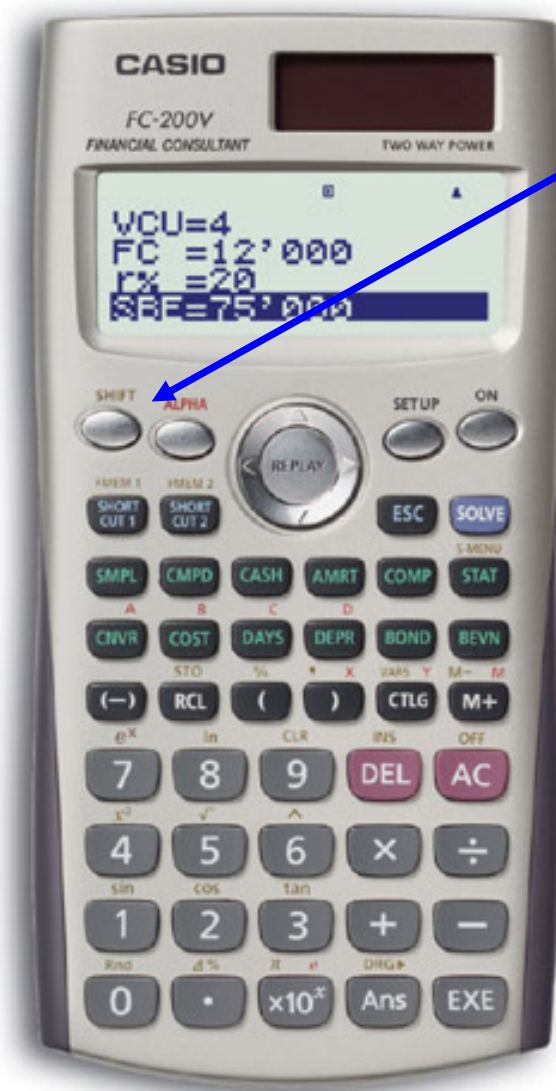 CASIO
FC-200V
FINANCIAL CONSULTANT
TWO WAY POWER
VCU=4
FC =12'000
r% =20
SBE=75'000
SHIFT ALPHA SETUP ON
REPLAY
FMEM 1 FMEM 2
SHORT CUT 1 SHORT CUT 2 ESC SOLVE
S-MENU
SMPL CMPD CASH AMRT COMP STAT
A B C D
CNVR COST DAYS DEPR BOND BEVN
STO % , X VARS Y M− M
(−) RCL ( ) CTLG M+
eˣ ln CLR INS OFF
7 8 9 DEL AC
x² √ ^
4 5 6 × ÷
sin cos tan
1 2 3 + −
Rnd Δ% π e DRG▶
0 • ×10ˣ Ans EXE